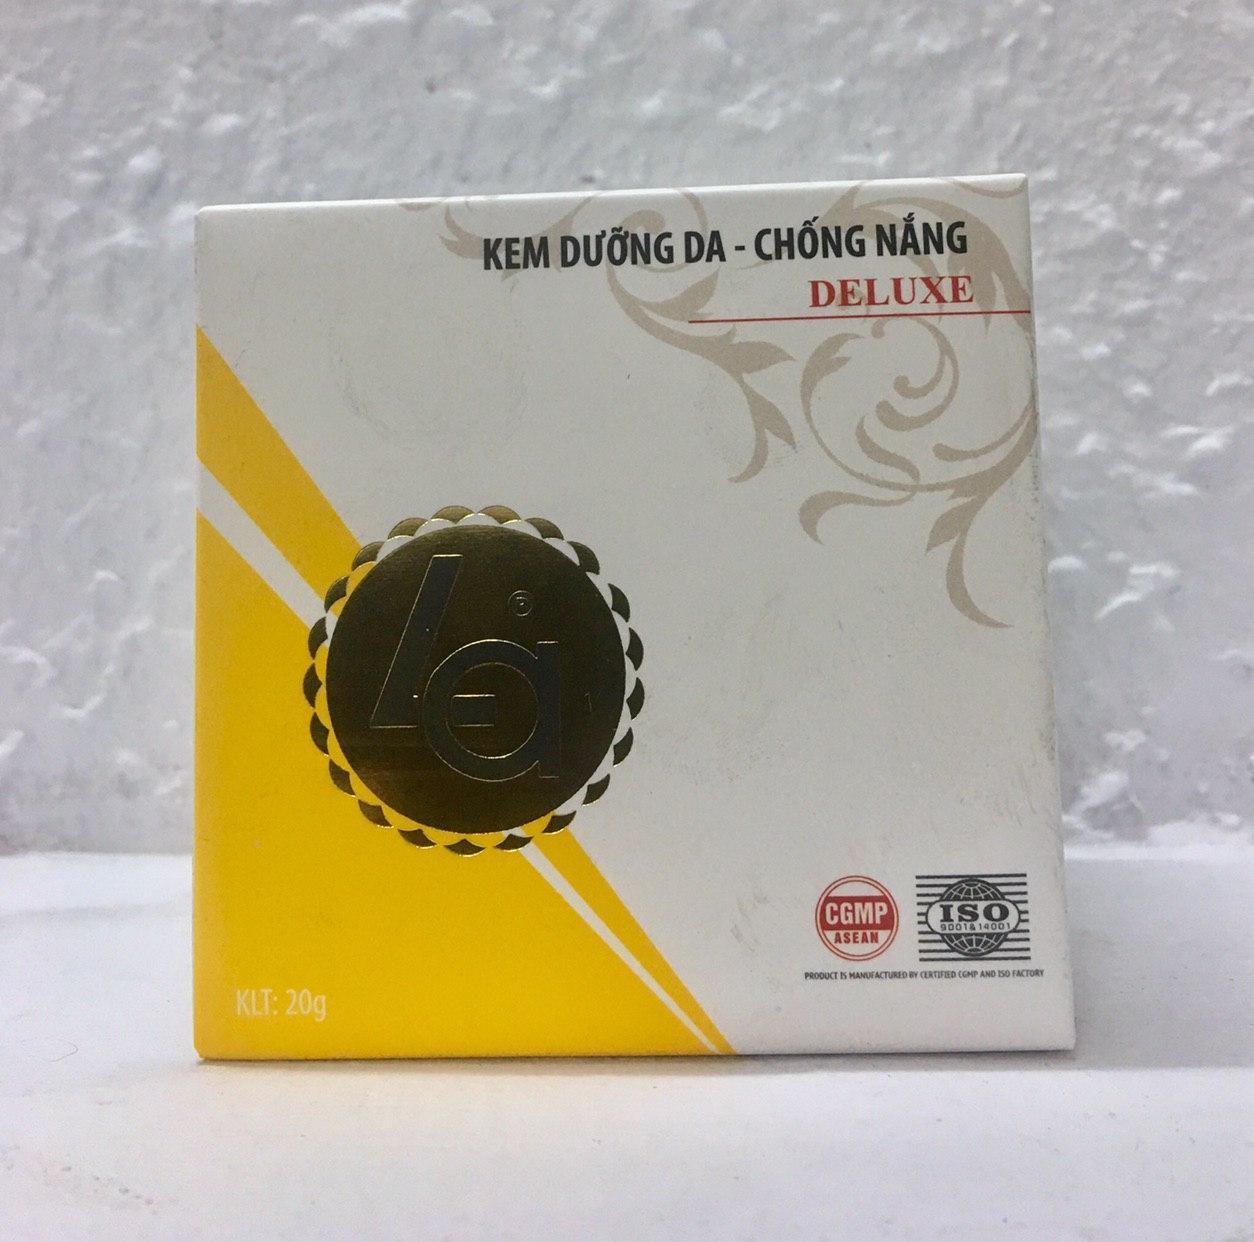 KEM DƯỠNG DA - CHỐNG NẮNG
DELUXE
®
CGMP
ASEAN
ISO
9001 & 14001
PRODUCT IS MANUFACTURED BY CERTIFIED CGMP AND ISO FACTORY
KLT: 20g